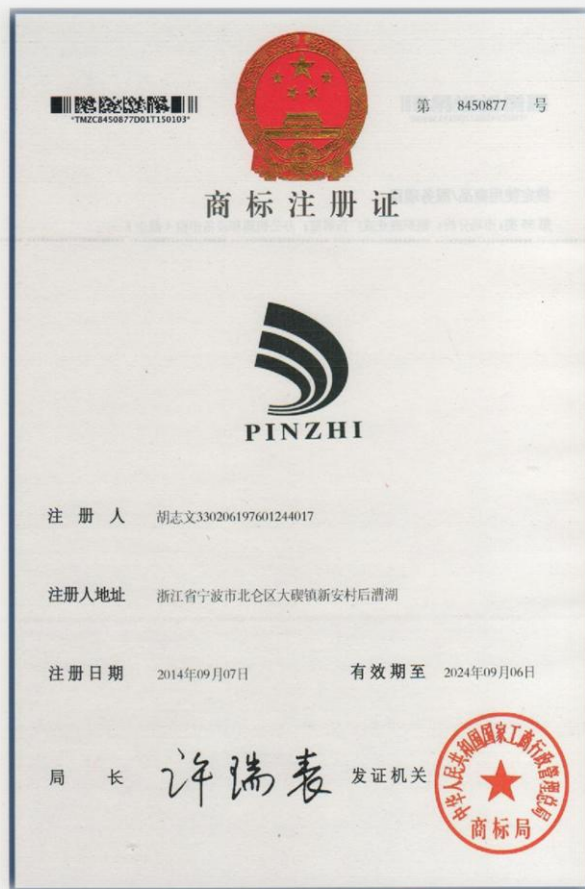 *TMZC8450877D01T150103*
第 8450877 号
商标注册证
PINZHI
注册人 胡志文330206197601244017
注册人地址 浙江省宁波市北仑区大碶镇新安村后漕湖
注册日期 2014年09月07日 有效期至 2024年09月06日
局长 许瑞表 发证机关
中华人民共和国国家工商行政管理总局
商标局